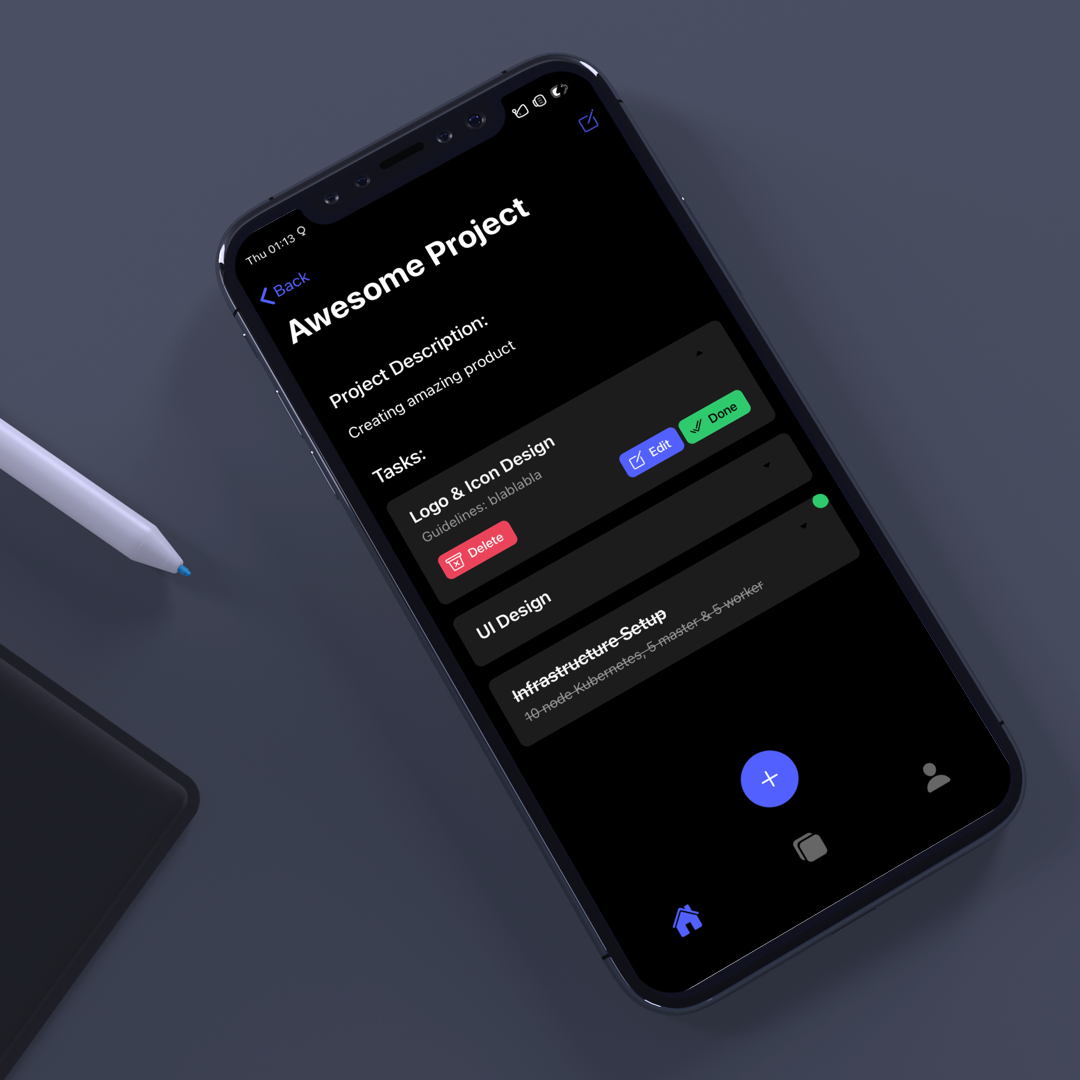 Thu 01:13
Back
Awesome Project
Project Description:
Creating amazing product
Tasks:
Logo & Icon Design
Guidelines: blablabla
Edit
Done
Delete
UI Design
Infrastructure Setup
10 node Kubernetes, 5 master & 5 worker